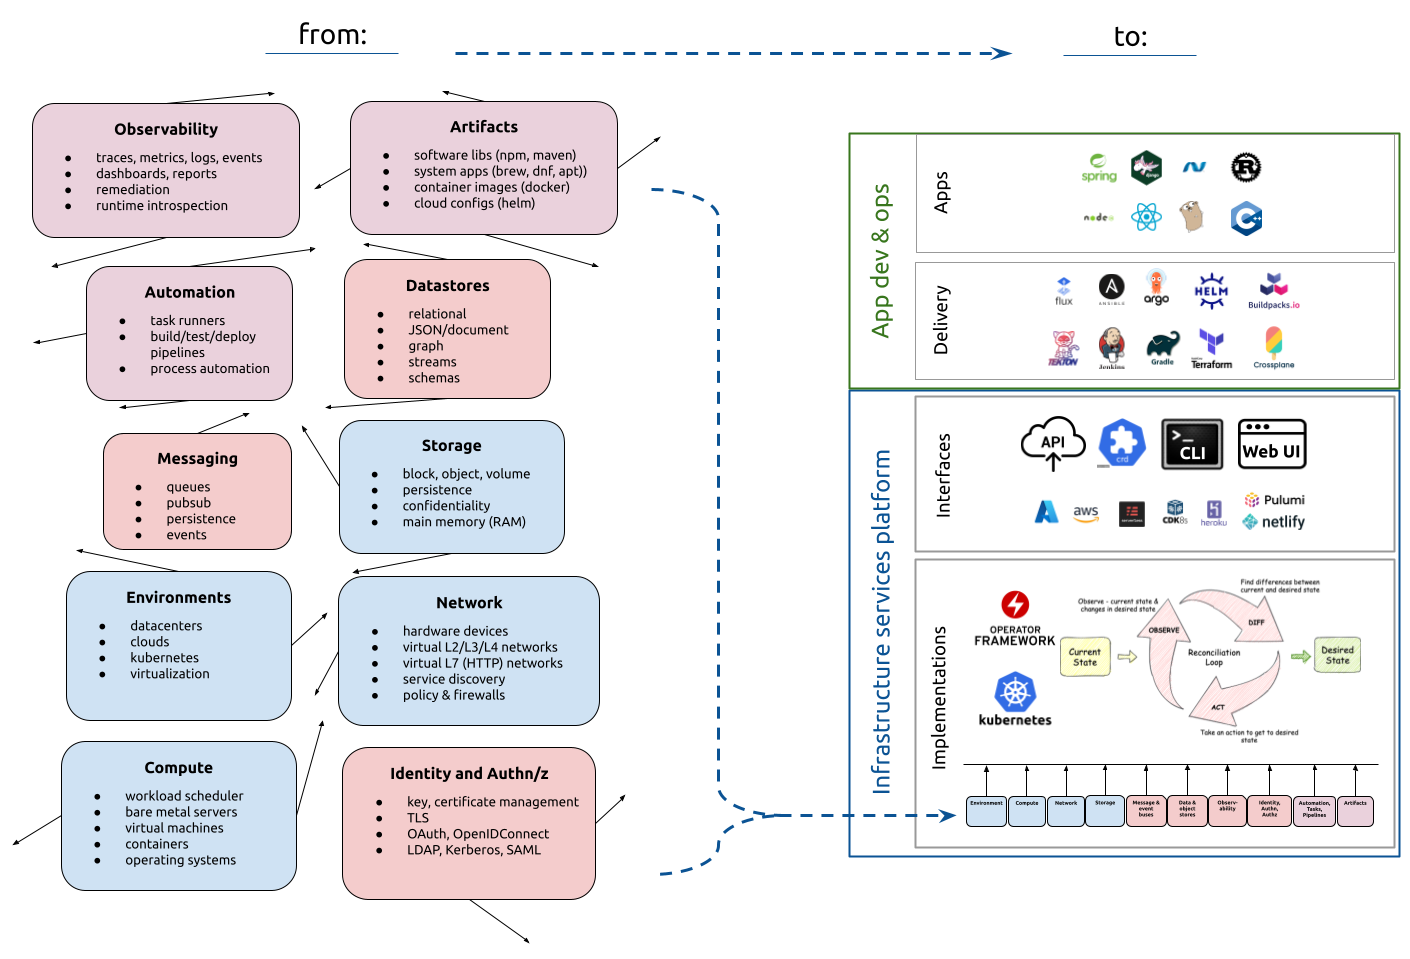 from:
to:
Observability
● traces, metrics, logs, events
● dashboards, reports
● remediation
● runtime introspection
Artifacts
● software libs (npm, maven)
● system apps (brew, dnf, apt))
● container images (docker)
● cloud configs (helm)
Automation
● task runners
● build/test/deploy
pipelines
● process automation
Datastores
● relational
● JSON/document
● graph
● streams
● schemas
Messaging
● queues
● pubsub
● persistence
● events
Storage
● block, object, volume
● persistence
● confidentiality
● main memory (RAM)
Environments
● datacenters
● clouds
● kubernetes
● virtualization
Network
● hardware devices
● virtual L2/L3/L4 networks
● virtual L7 (HTTP) networks
● service discovery
● policy & firewalls
Compute
● workload scheduler
● bare metal servers
● virtual machines
● containers
● operating systems
Identity and Authn/z
● key, certificate management
● TLS
● OAuth, OpenIDConnect
● LDAP, Kerberos, SAML
App dev & ops
Apps
spring
django
node
C++
Delivery
flux
ANSIBLE
argo
HELM
Buildpacks.io
TEKTON
Jenkins
Gradle
Terraform
Crossplane
Infrastructure services platform
Interfaces
API
crd
>_
CLI
Web UI
aws
CDK8s
heroku
Pulumi
netlify
Implementations
OPERATOR
FRAMEWORK
kubernetes
Observe - current state &
changes in desired state
Find differences between
current and desired state
OBSERVE
DIFF
Current
State
Reconciliation
Loop
Desired
State
ACT
Take an action to get to desired
state
Environment
Compute
Network
Storage
Message &
event
buses
Data &
object
stores
Observ-
ability
Identity,
Authn,
Authz
Automation,
Tasks,
Pipelines
Artifacts